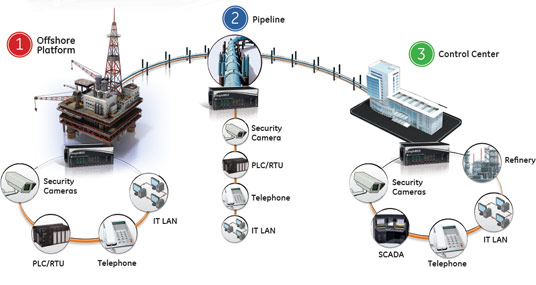 1
Offshore
Platform
2
Pipeline
3
Control Center
Security
Cameras
PLC/RTU
Telephone
IT LAN
Security
Camera
PLC/RTU
Telephone
IT LAN
Security
Cameras
SCADA
Telephone
IT LAN
Refinery